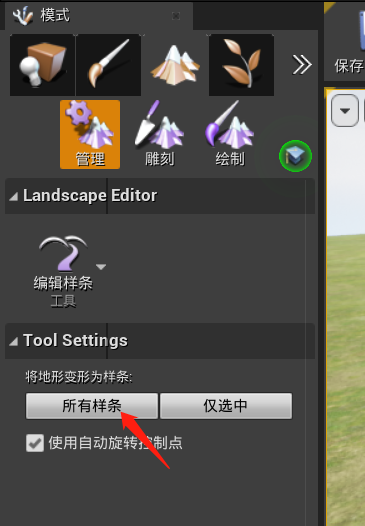 模式
保存
管理 雕刻 绘制
Landscape Editor
编辑样条
工具
Tool Settings
将地形变形为样条:
所有样条 仅选中
使用自动旋转控制点